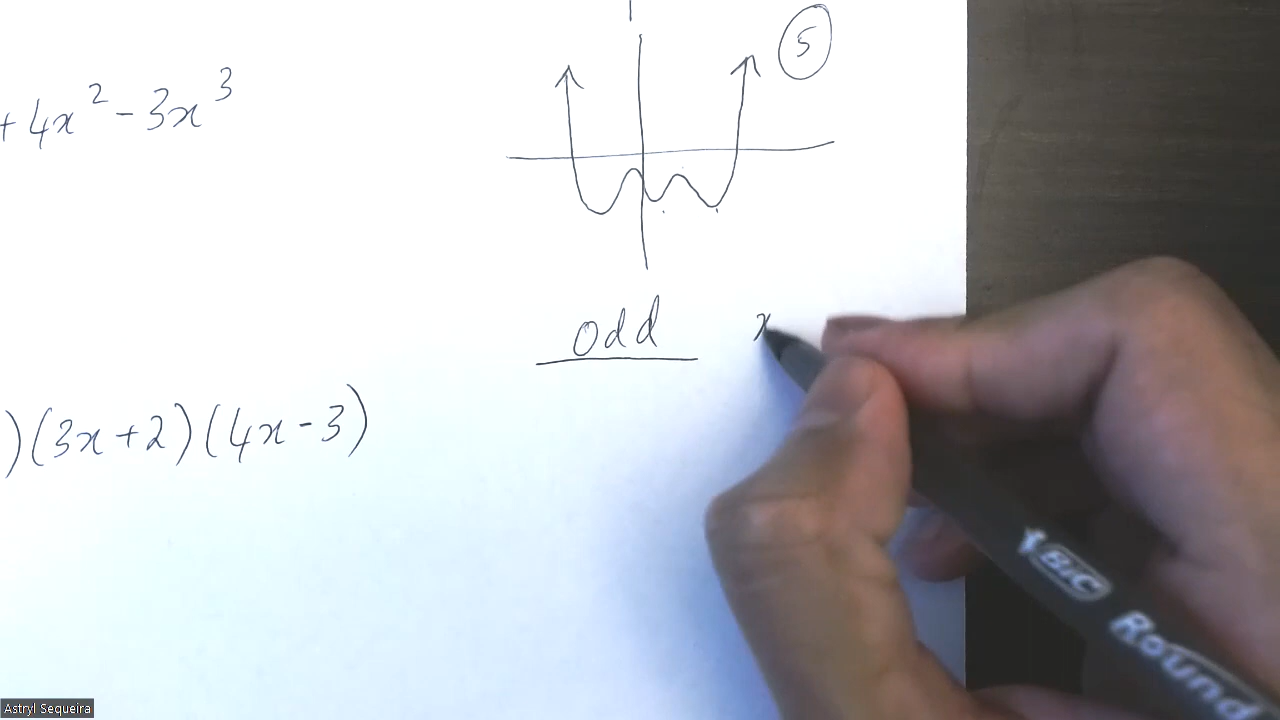 + 4x² - 3x³
5
odd x
)(3x+2)(4x-3)
BIC
Round
Astryl Sequeira